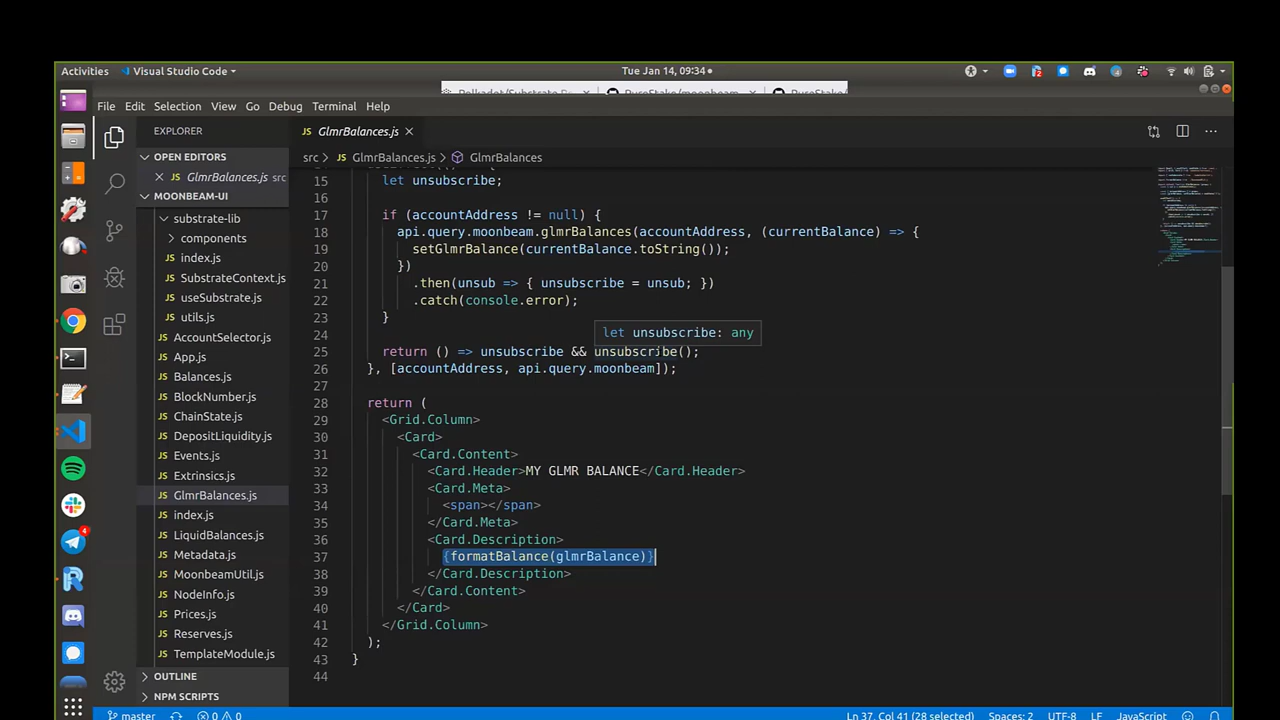 Activities
Visual Studio Code
Tue Jan 14, 09:34
File Edit Selection View Go Debug Terminal Help
EXPLORER
OPEN EDITORS
GlmrBalances.js src
MOONBEAM-UI
substrate-lib
components
index.js
SubstrateContext.js
useSubstrate.js
utils.js
AccountSelector.js
App.js
Balances.js
BlockNumber.js
ChainState.js
DepositLiquidity.js
Events.js
Extrinsics.js
GlmrBalances.js
index.js
LiquidBalances.js
Metadata.js
MoonbeamUtil.js
NodeInfo.js
Prices.js
Reserves.js
TemplateModule.js
OUTLINE
NPM SCRIPTS
GlmrBalances.js
src > GlmrBalances.js > GlmrBalances
15 let unsubscribe;
16
17 if (accountAddress != null) {
18 api.query.moonbeam.glmrBalances(accountAddress, (currentBalance) => {
19 setGlmrBalance(currentBalance.toString());
20 })
21 .then(unsub => { unsubscribe = unsub; })
22 .catch(console.error);
23 }
24
let unsubscribe: any
25 return () => unsubscribe && unsubscribe();
26 }, [accountAddress, api.query.moonbeam]);
27
28 return (
29 <Grid.Column>
30 <Card>
31 <Card.Content>
32 <Card.Header>MY GLMR BALANCE</Card.Header>
33 <Card.Meta>
34 <span></span>
35 </Card.Meta>
36 <Card.Description>
37 {formatBalance(glmrBalance)}
38 </Card.Description>
39 </Card.Content>
40 </Card>
41 </Grid.Column>
42 );
43 }
44
master 0 0
Ln 37, Col 41 (28 selected) Spaces: 2 UTF-8 LF JavaScript